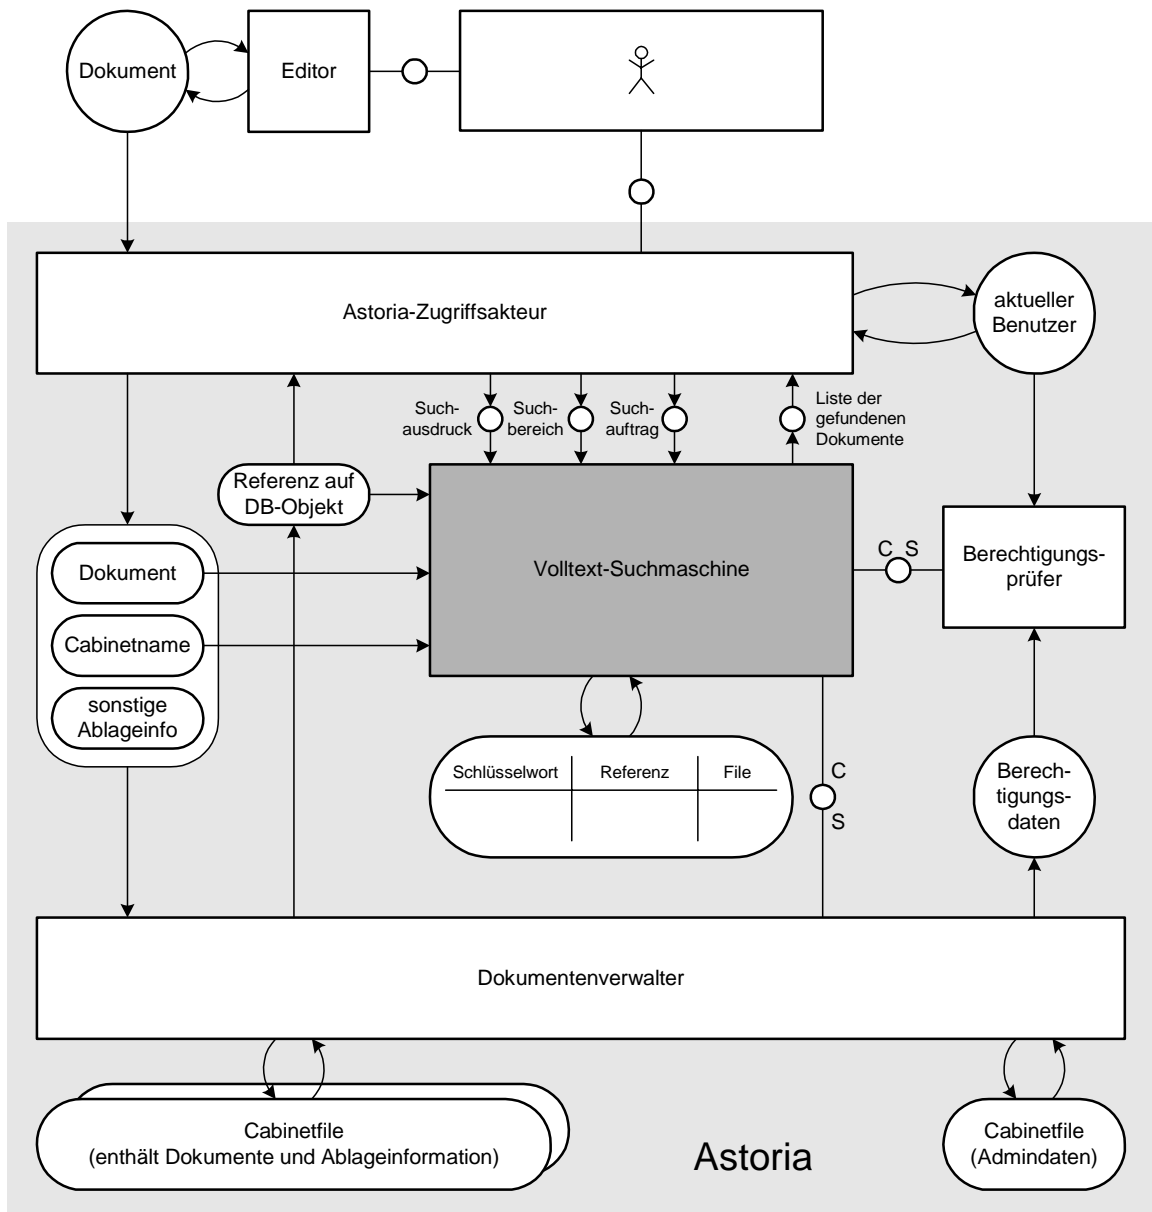 Dokument
Editor
Astoria-Zugriffsakteur
aktueller
Benutzer
Such-
ausdruck
Such-
bereich
Such-
auftrag
Liste der
gefundenen
Dokumente
Referenz auf
DB-Objekt
Volltext-Suchmaschine
C S
Berechtigungs-
prüfer
Dokument
Cabinetname
sonstige
Ablageinfo
Schlüsselwort Referenz File
C
S
Berech-
tigungs-
daten
Dokumentenverwalter
Cabinetfile
(enthält Dokumente und Ablageinformation)
Astoria
Cabinetfile
(Admindaten)